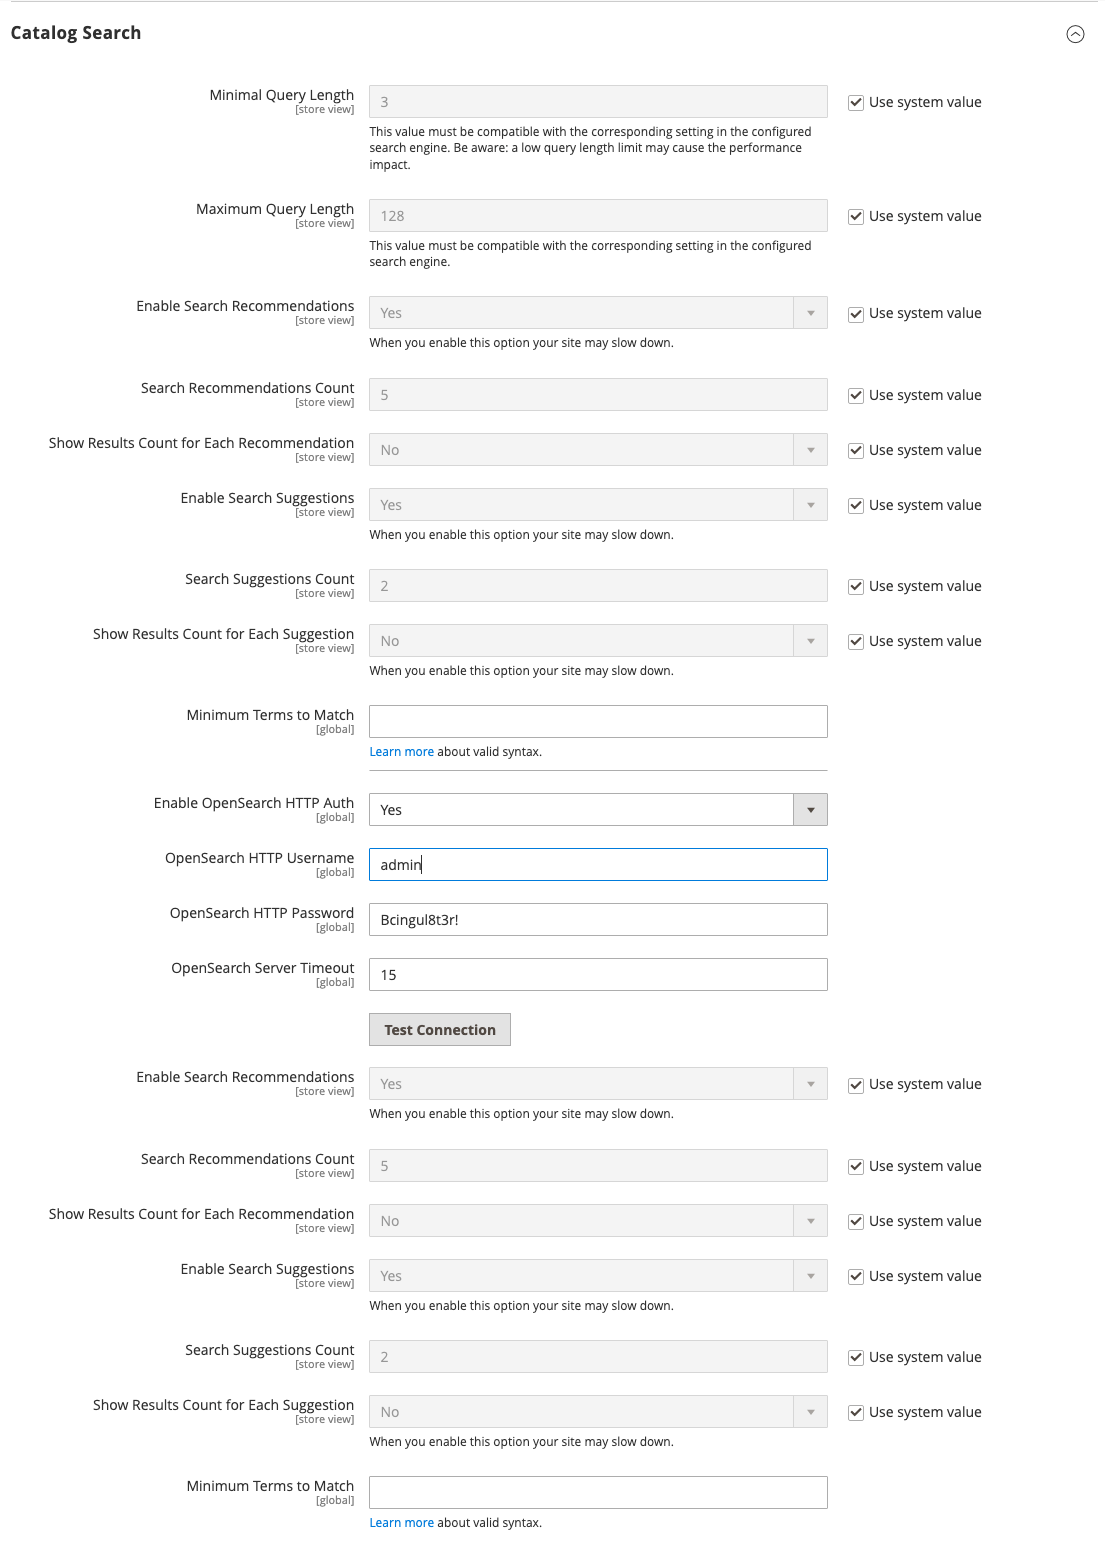 Catalog Search
Minimal Query Length
[store view]
3
Use system value
This value must be compatible with the corresponding setting in the configured
search engine. Be aware: a low query length limit may cause the performance
impact.
Maximum Query Length
[store view]
128
Use system value
This value must be compatible with the corresponding setting in the configured
search engine.
Enable Search Recommendations
[store view]
Yes
Use system value
When you enable this option your site may slow down.
Search Recommendations Count
[store view]
5
Use system value
Show Results Count for Each Recommendation
[store view]
No
Use system value
Enable Search Suggestions
[store view]
Yes
Use system value
When you enable this option your site may slow down.
Search Suggestions Count
[store view]
2
Use system value
Show Results Count for Each Suggestion
[store view]
No
Use system value
When you enable this option your site may slow down.
Minimum Terms to Match
[global]
Learn more about valid syntax.
Enable OpenSearch HTTP Auth
[global]
Yes
OpenSearch HTTP Username
[global]
admin
OpenSearch HTTP Password
[global]
Bcingul8t3r!
OpenSearch Server Timeout
[global]
15
Test Connection
Enable Search Recommendations
[store view]
Yes
Use system value
When you enable this option your site may slow down.
Search Recommendations Count
[store view]
5
Use system value
Show Results Count for Each Recommendation
[store view]
No
Use system value
Enable Search Suggestions
[store view]
Yes
Use system value
When you enable this option your site may slow down.
Search Suggestions Count
[store view]
2
Use system value
Show Results Count for Each Suggestion
[store view]
No
Use system value
When you enable this option your site may slow down.
Minimum Terms to Match
[global]
Learn more about valid syntax.